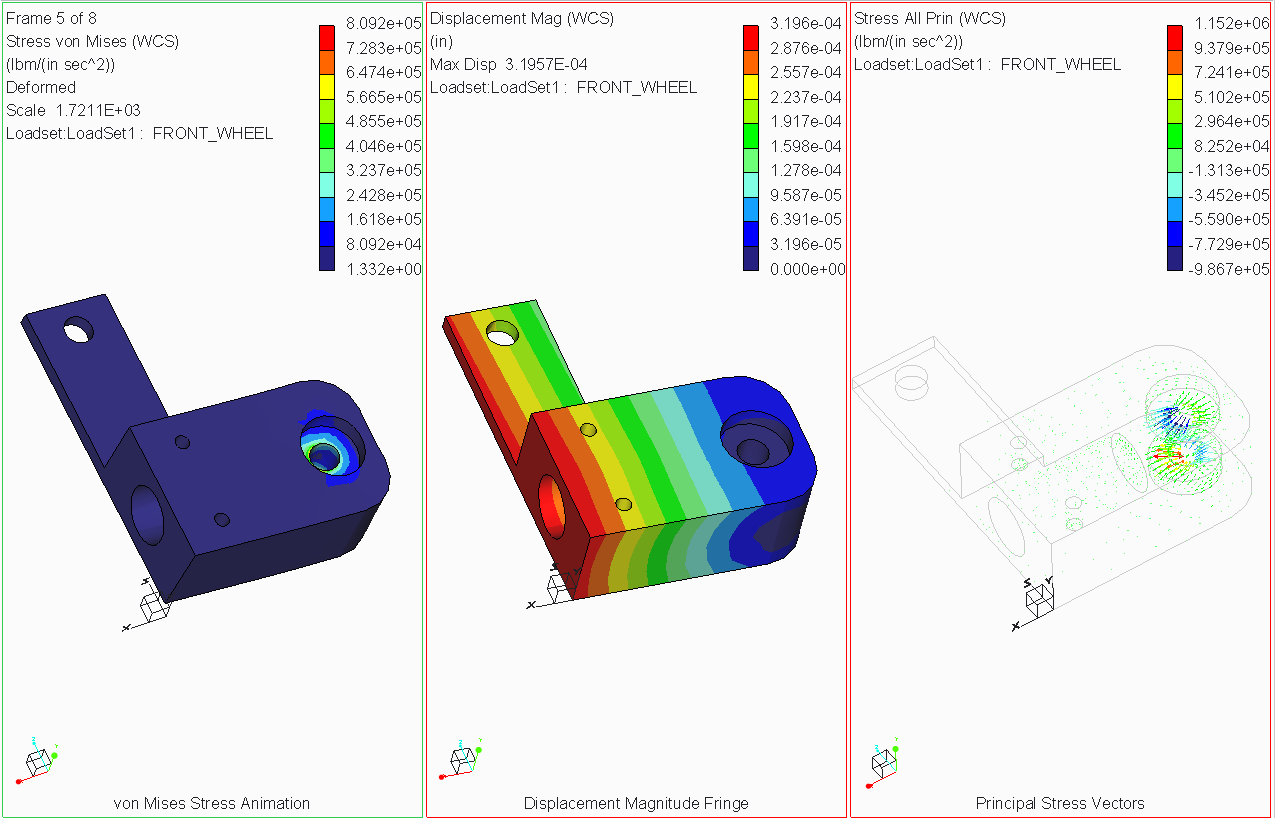 Frame 5 of 8
Stress von Mises (WCS)
(lbm/(in sec^2))
Deformed
Scale 1.7211E+03
Loadset:LoadSet1 : FRONT_WHEEL
8.092e+05
7.283e+05
6.474e+05
5.665e+05
4.855e+05
4.046e+05
3.237e+05
2.428e+05
1.618e+05
8.092e+04
1.332e+00
X
X
Z
Y
von Mises Stress Animation
Displacement Mag (WCS)
(in)
Max Disp 3.1957E-04
Loadset:LoadSet1 : FRONT_WHEEL
3.196e-04
2.876e-04
2.557e-04
2.237e-04
1.917e-04
1.598e-04
1.278e-04
9.587e-05
6.391e-05
3.196e-05
0.000e+00
X
Z
Y
Displacement Magnitude Fringe
Stress All Prin (WCS)
(lbm/(in sec^2))
Loadset:LoadSet1 : FRONT_WHEEL
1.152e+06
9.379e+05
7.241e+05
5.102e+05
2.964e+05
8.252e+04
-1.313e+05
-3.452e+05
-5.590e+05
-7.729e+05
-9.867e+05
Y
X
Z
Y
Principal Stress Vectors